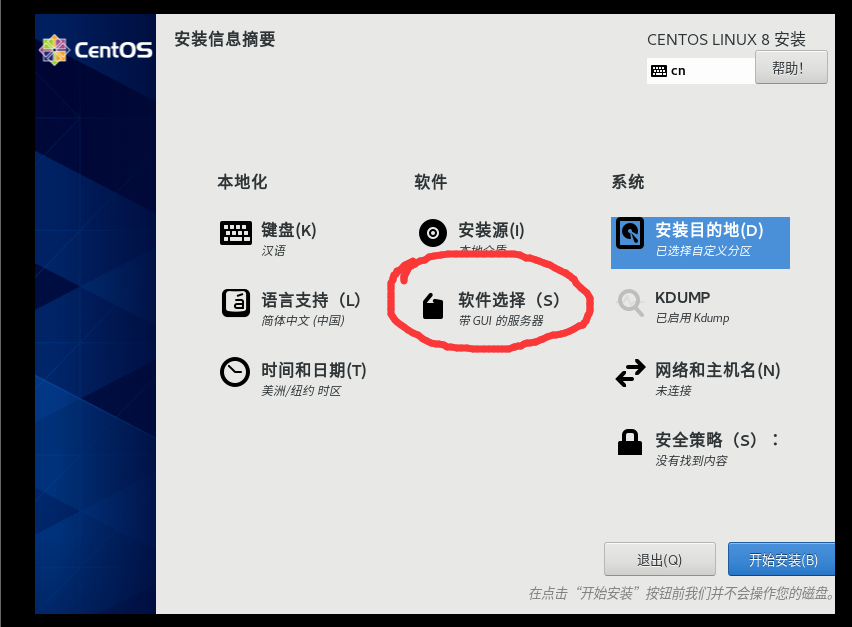 CentOS
安装信息摘要
CENTOS LINUX 8 安装
cn
帮助！
本地化
键盘(K)
汉语
语言支持（L）
简体中文 (中国)
时间和日期(T)
美洲/纽约 时区
软件
安装源(I)
本地介质
软件选择（S）
带 GUI 的服务器
系统
安装目的地(D)
已选择自定义分区
KDUMP
已启用 Kdump
网络和主机名(N)
未连接
安全策略（S）：
没有找到内容
退出(Q)
开始安装(B)
在点击“开始安装”按钮前我们并不会操作您的磁盘。